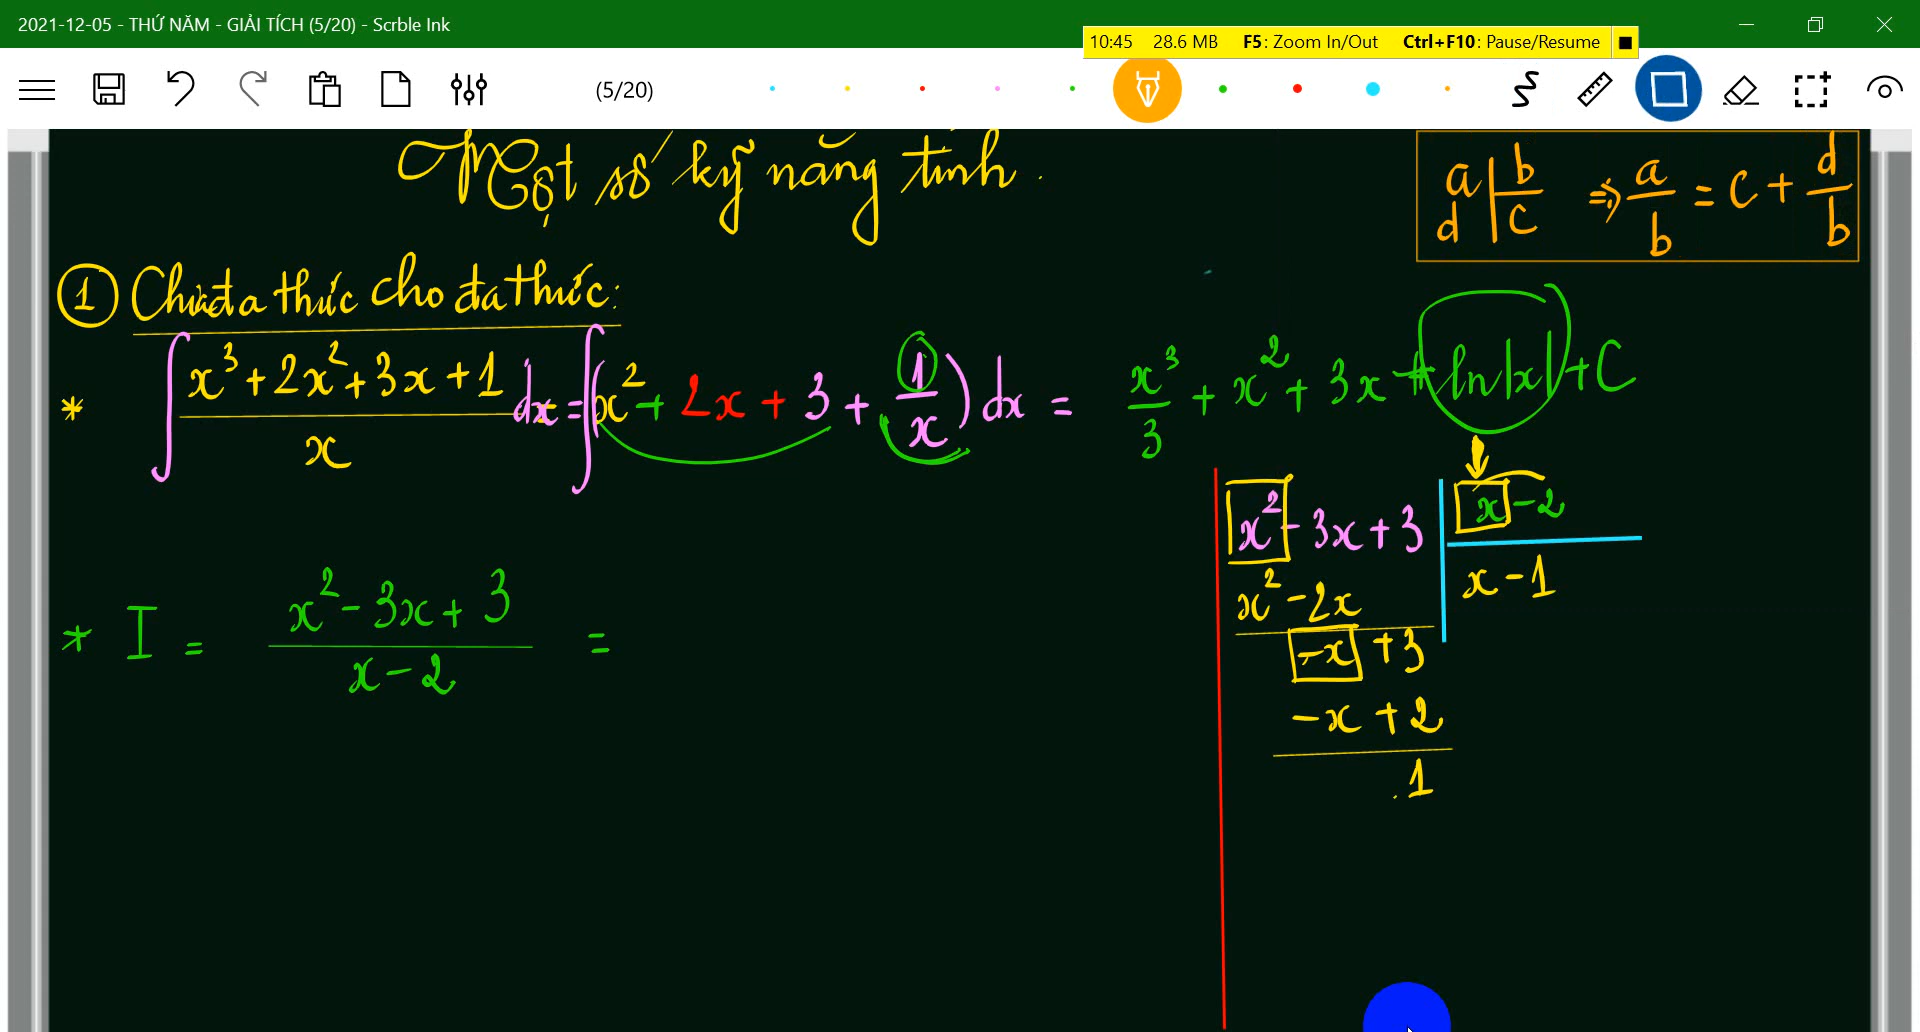 2021-12-05 - THỨ NĂM - GIẢI TÍCH (5/20) - Scrble Ink
10:45 28.6 MB F5: Zoom In/Out Ctrl+F10: Pause/Resume
(5/20)
Một số kỹ năng tính.
a | b
d | c
⇒ a/b = c + d/b
① Chia đa thức cho đa thức:
* ∫ (x³ + 2x² + 3x + 1)/x dx = ∫ (x² + 2x + 3 + 1/x) dx = x³/3 + x² + 3x + ln|x| + C
x² - 3x + 3 | x - 2
x² - 2x | x - 1
-x + 3
-x + 2
1
* I = (x² - 3x + 3)/(x - 2) =